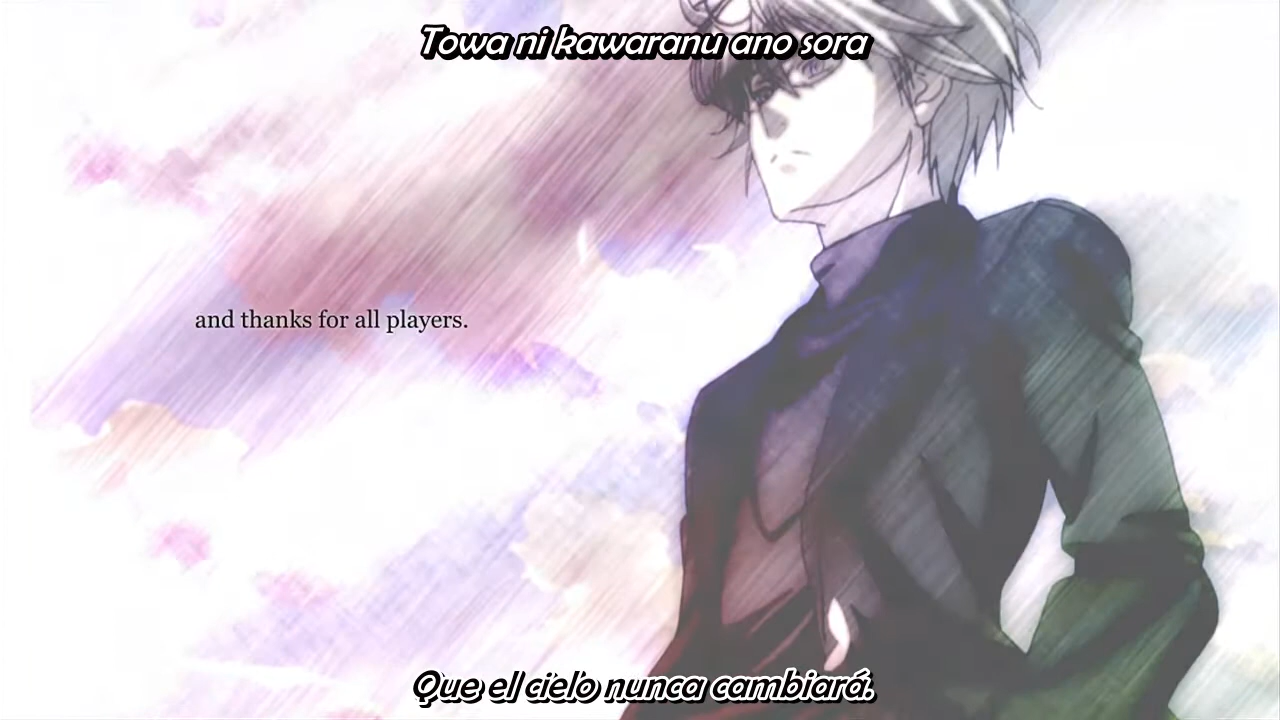 Towa ni kawaranu ano sora
and thanks for all players.
Que el cielo nunca cambiará.